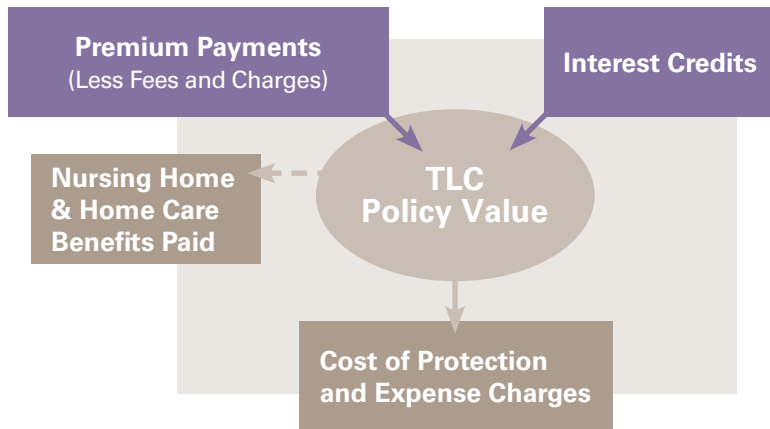 Premium Payments
(Less Fees and Charges)
Interest Credits
TLC
Policy Value
Nursing Home
& Home Care
Benefits Paid
Cost of Protection
and Expense Charges